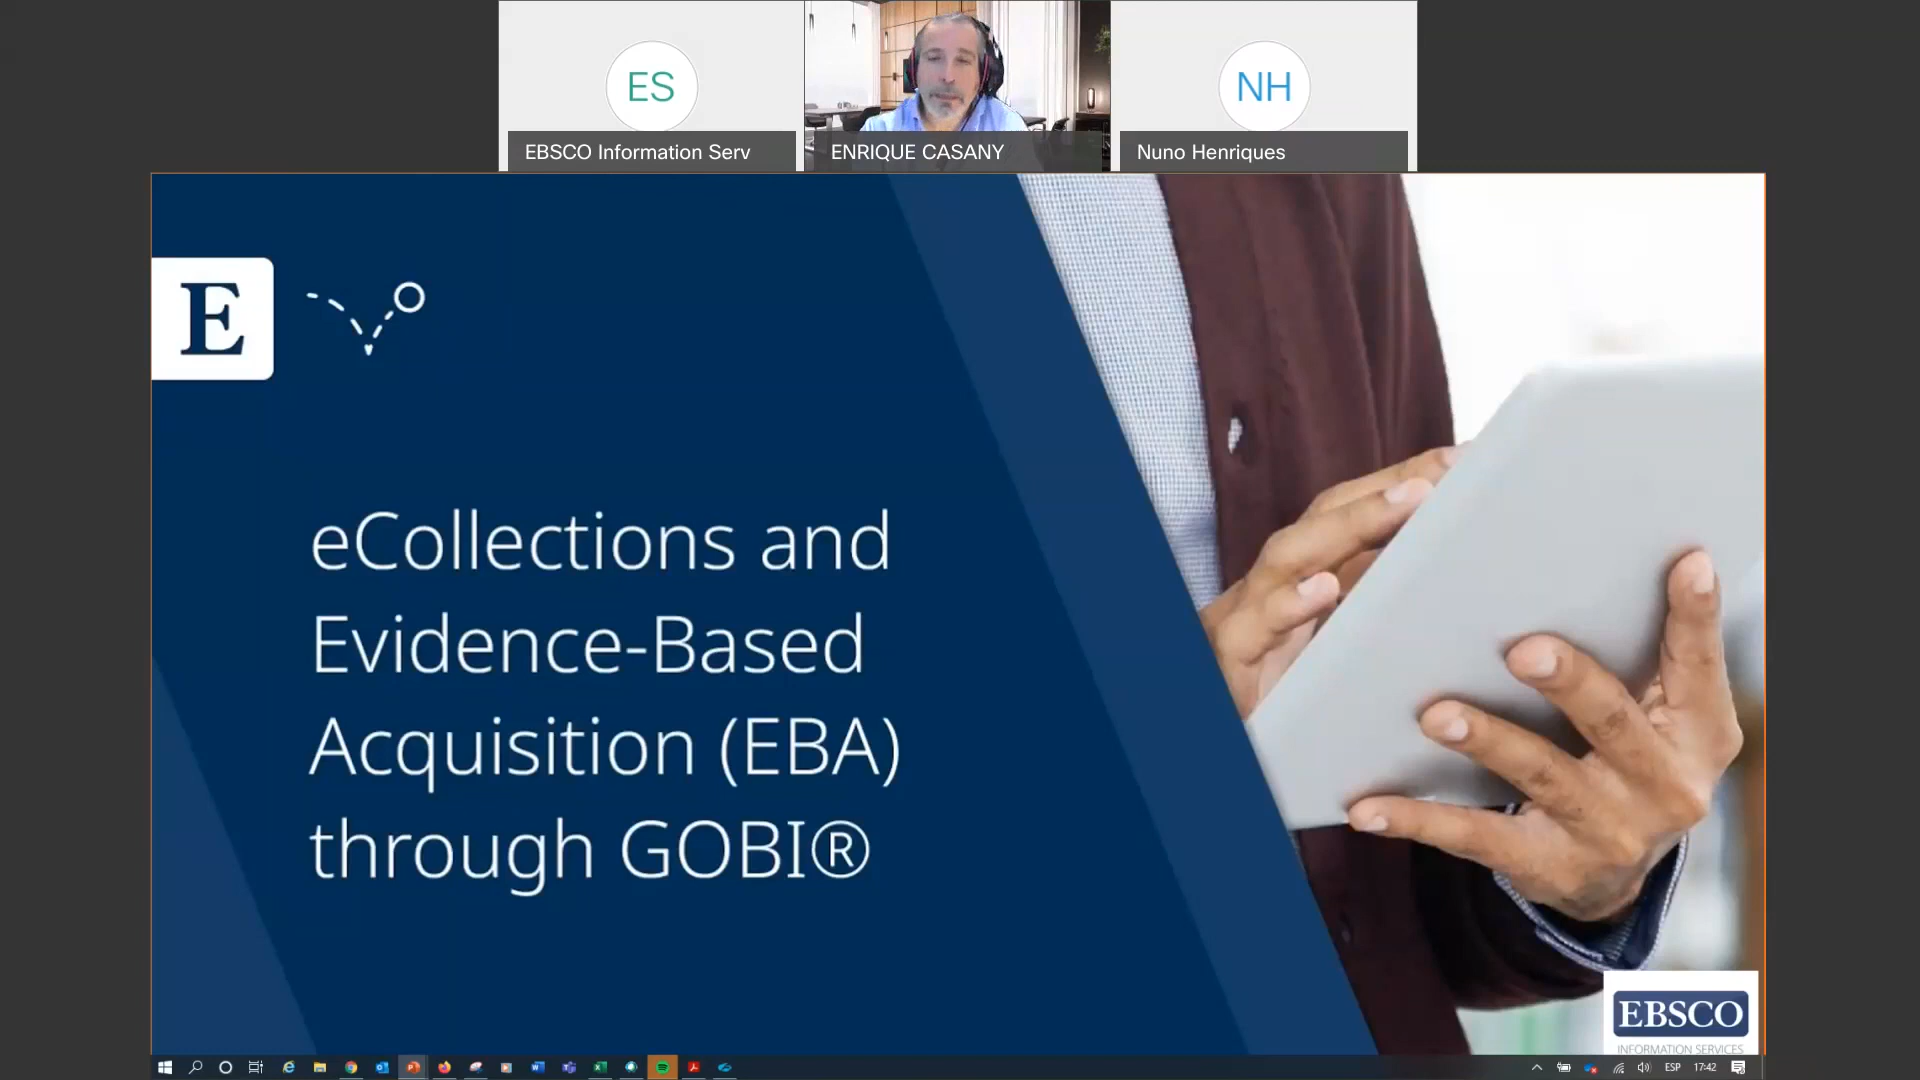 ES
NH
EBSCO Information Serv
ENRIQUE CASANY
Nuno Henriques
E
eCollections and
Evidence-Based
Acquisition (EBA)
through GOBI®
EBSCO
INFORMATION SERVICES
ESP
17:42